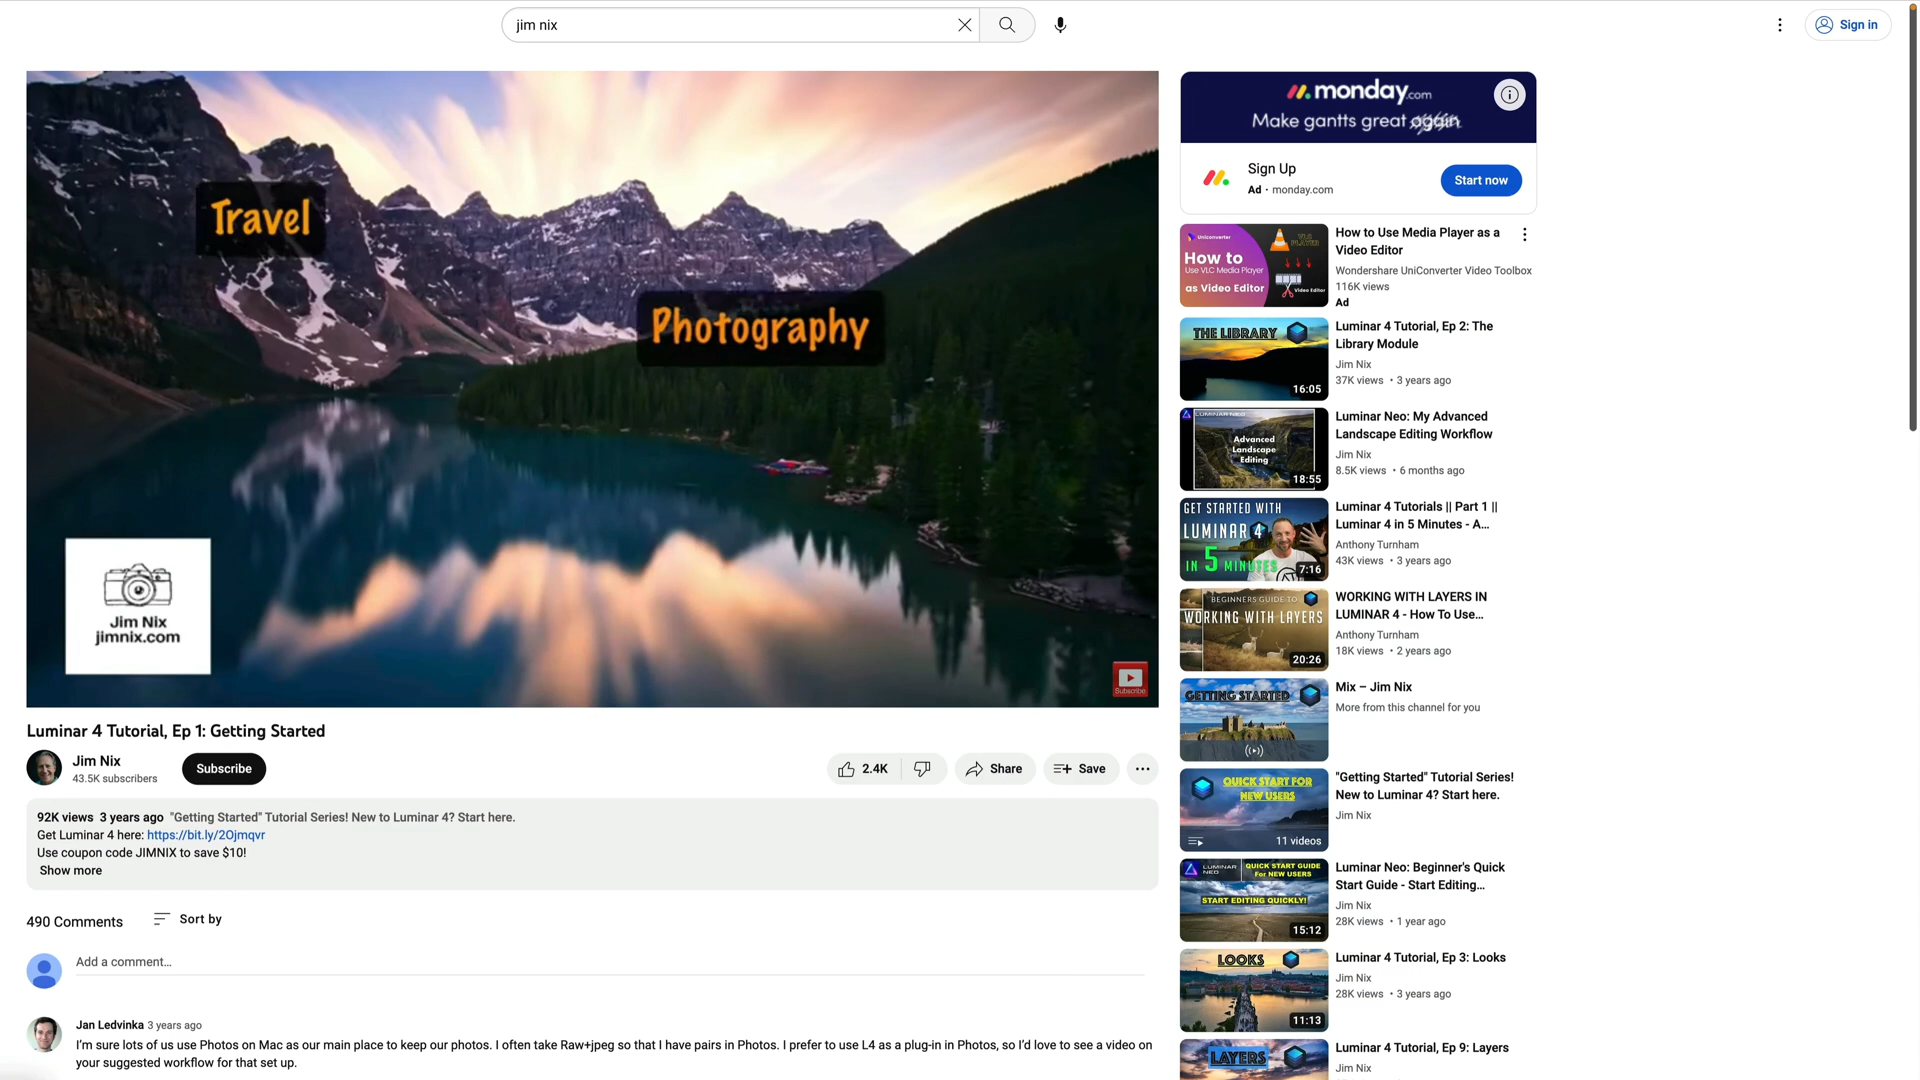 jim nix
Sign in
Travel
Photography
Jim Nix
jimnix.com
Subscribe
Luminar 4 Tutorial, Ep 1: Getting Started
Jim Nix
43.5K subscribers
Subscribe
2.4K
Share
Save
92K views 3 years ago "Getting Started" Tutorial Series! New to Luminar 4? Start here.
Get Luminar 4 here: https://bit.ly/2Ojmqvr
Use coupon code JIMNIX to save $10!
Show more
490 Comments
Sort by
Add a comment...
Jan Ledvinka 3 years ago
I'm sure lots of us use Photos on Mac as our main place to keep our photos. I often take Raw+jpeg so that I have pairs in Photos. I prefer to use L4 as a plug-in in Photos, so I'd love to see a video on
your suggested workflow for that set up.
monday.com
Make gantts great again
Sign Up
Ad · monday.com
Start now
Uniconverter
How to
Use VLC Media Player
as Video Editor
VLC
PLAYER
Video Editor
How to Use Media Player as a
Video Editor
Wondershare UniConverter Video Toolbox
116K views
Ad
THE LIBRARY
16:05
Luminar 4 Tutorial, Ep 2: The
Library Module
Jim Nix
37K views • 3 years ago
LUMINAR NEO
Advanced
Landscape
Editing
18:55
Luminar Neo: My Advanced
Landscape Editing Workflow
Jim Nix
8.5K views • 6 months ago
GET STARTED WITH
LUMINAR 4
IN 5 MINUTES
7:16
Luminar 4 Tutorials || Part 1 ||
Luminar 4 in 5 Minutes - A...
Anthony Turnham
43K views • 3 years ago
BEGINNERS GUIDE TO
WORKING WITH LAYERS
20:26
WORKING WITH LAYERS IN
LUMINAR 4 - How To Use...
Anthony Turnham
18K views • 2 years ago
GETTING STARTED
Mix – Jim Nix
More from this channel for you
QUICK START FOR
NEW USERS
11 videos
"Getting Started" Tutorial Series!
New to Luminar 4? Start here.
Jim Nix
LUMINAR
NEO
QUICK START GUIDE
For NEW USERS
START EDITING QUICKLY!
15:12
Luminar Neo: Beginner's Quick
Start Guide - Start Editing...
Jim Nix
28K views • 1 year ago
LOOKS
11:13
Luminar 4 Tutorial, Ep 3: Looks
Jim Nix
28K views • 3 years ago
LAYERS
Luminar 4 Tutorial, Ep 9: Layers
Jim Nix